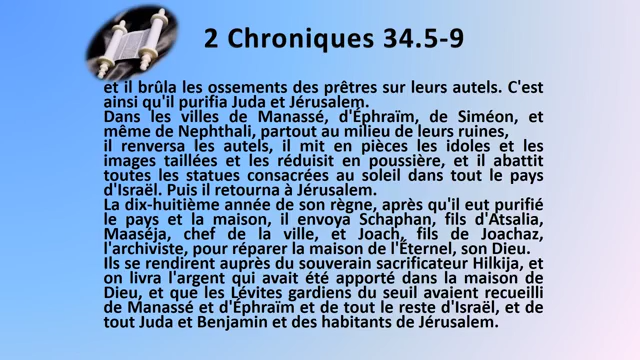 2 Chroniques 34.5-9
et il brûla les ossements des prêtres sur leurs autels. C'est
ainsi qu'il purifia Juda et Jérusalem.
Dans les villes de Manassé, d'Éphraïm, de Siméon, et
même de Nephthali, partout au milieu de leurs ruines,
il renversa les autels, il mit en pièces les idoles et les
images taillées et les réduisit en poussière, et il abattit
toutes les statues consacrées au soleil dans tout le pays
d'Israël. Puis il retourna à Jérusalem.
La dix-huitième année de son règne, après qu'il eut purifié
le pays et la maison, il envoya Schaphan, fils d'Atsalia,
Maaséja, chef de la ville, et Joach, fils de Joachaz,
l'archiviste, pour réparer la maison de l'Éternel, son Dieu.
Ils se rendirent auprès du souverain sacrificateur Hilkija, et
on livra l'argent qui avait été apporté dans la maison de
Dieu, et que les Lévites gardiens du seuil avaient recueilli
de Manassé et d'Éphraïm et de tout le reste d'Israël, et de
tout Juda et Benjamin et des habitants de Jérusalem.